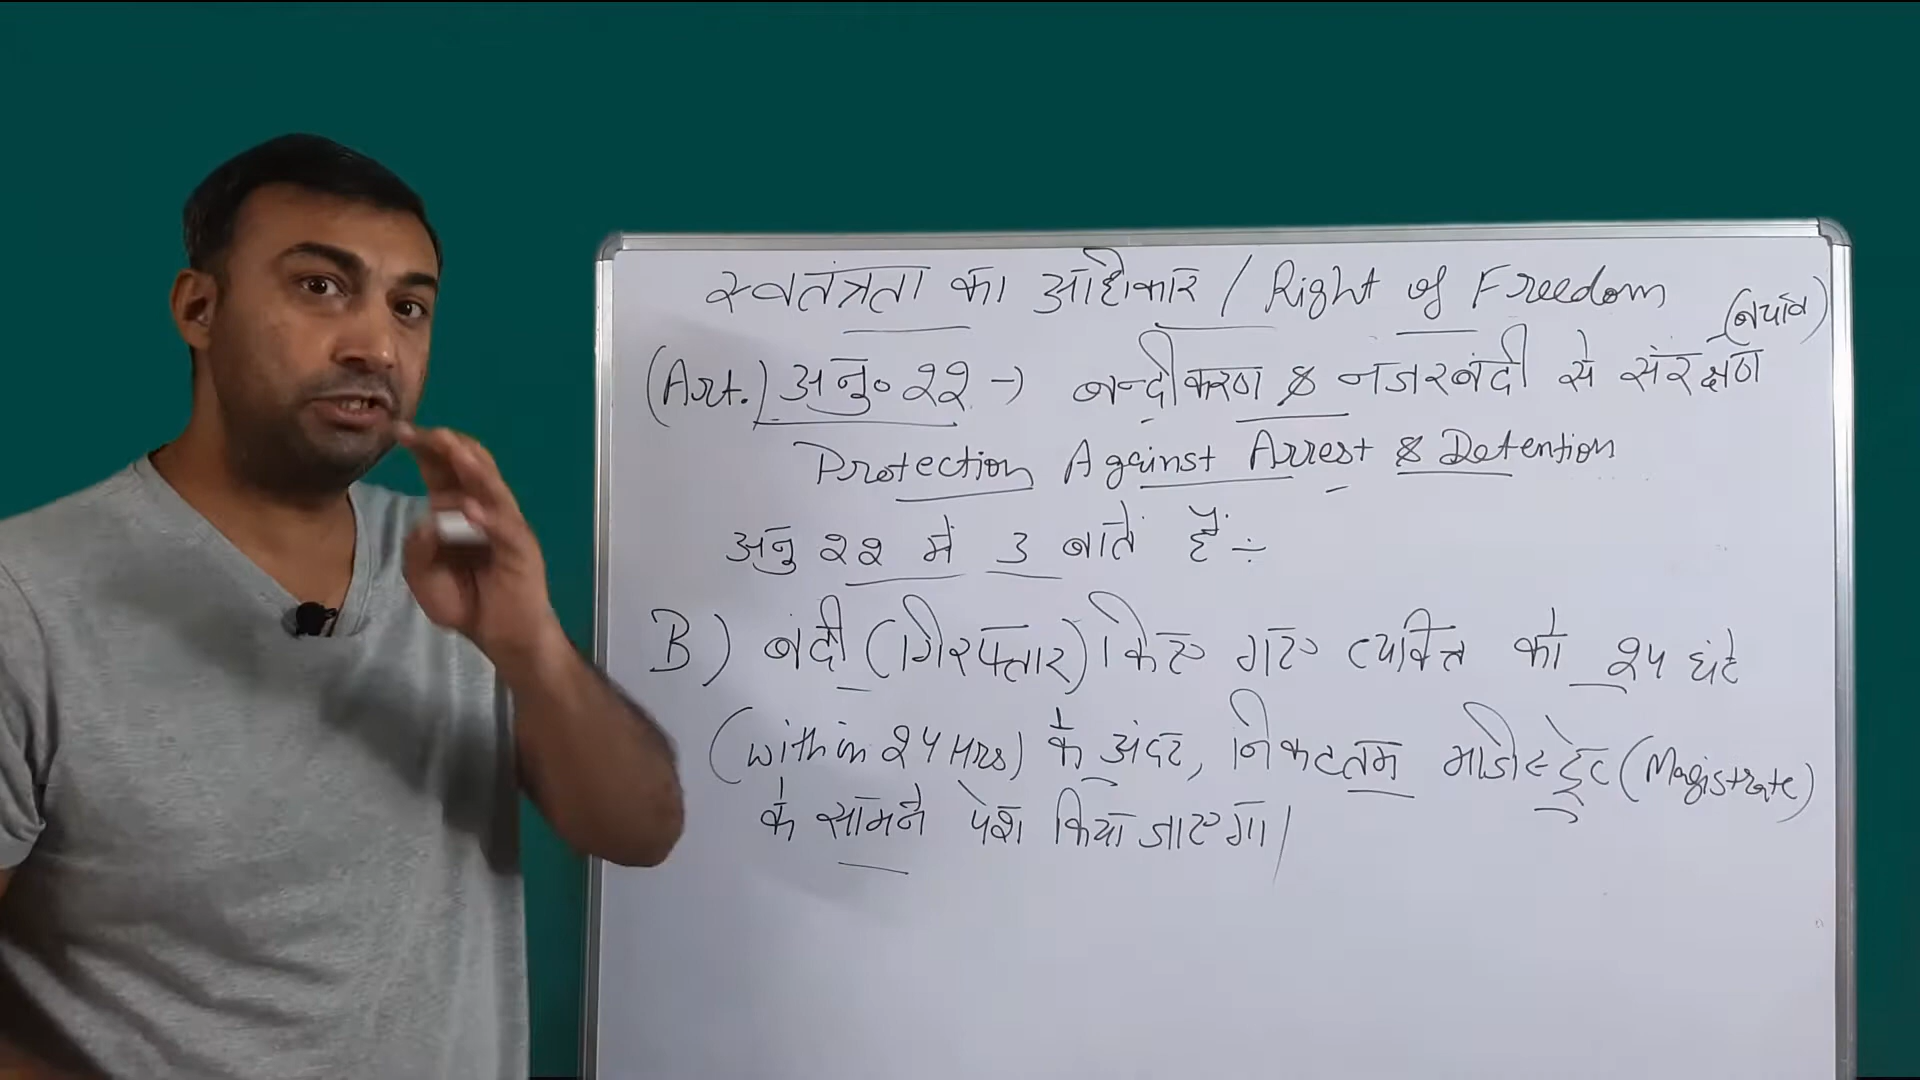 स्वतंत्रता का अधिकार / Right of Freedom
(बचाव)
(Art.) अनु० 22 → बन्दीकरण & नजरबंदी से संरक्षण
Protection Against Arrest & Detention
अनु 22 में 3 बातें हैं ÷
B) बंदी (गिरफ्तार) किए गए व्यक्ति को 24 घंटे
(within 24 Hrs) के अंदर, निकटतम माजिस्ट्रेट (Magistrate)
के सामने पेश किया जाएगा।